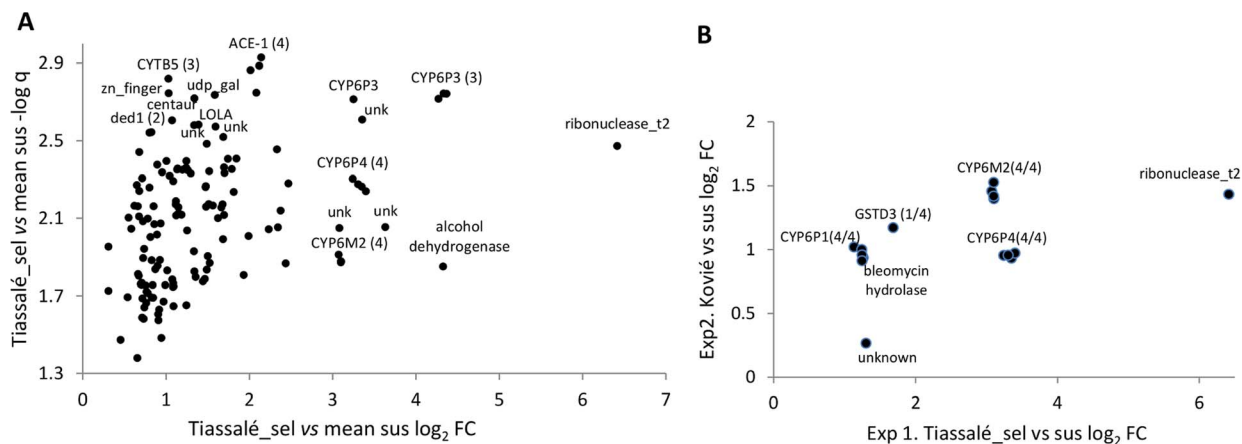 A
Tiassalé_sel vs mean sus -log q
2.9
2.5
2.1
1.7
1.3
ACE-1 (4)
CYTB5 (3)
zn_finger
udp_gal
centaur
ded1 (2)
LOLA
unk
unk
CYP6P3
CYP6P3 (3)
unk
ribonuclease_t2
CYP6P4 (4)
unk
unk
alcohol
dehydrogenase
CYP6M2 (4)
0 1 2 3 4 5 6 7
Tiassalé_sel vs mean sus log2 FC
B
Exp2. Kovié vs sus log2 FC
2
1.5
1
0.5
0
CYP6M2(4/4)
ribonuclease_t2
GSTD3 (1/4)
CYP6P1(4/4)
CYP6P4(4/4)
bleomycin
hydrolase
unknown
0 2 4 6
Exp 1. Tiassalé_sel vs sus log2 FC